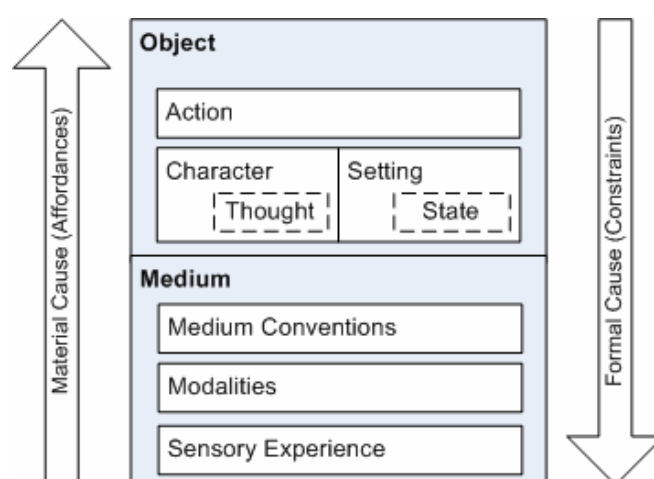 Object
Action
Character
Setting
Thought
State
Medium
Medium Conventions
Modalities
Sensory Experience
Material Cause (Affordances)
Formal Cause (Constraints)